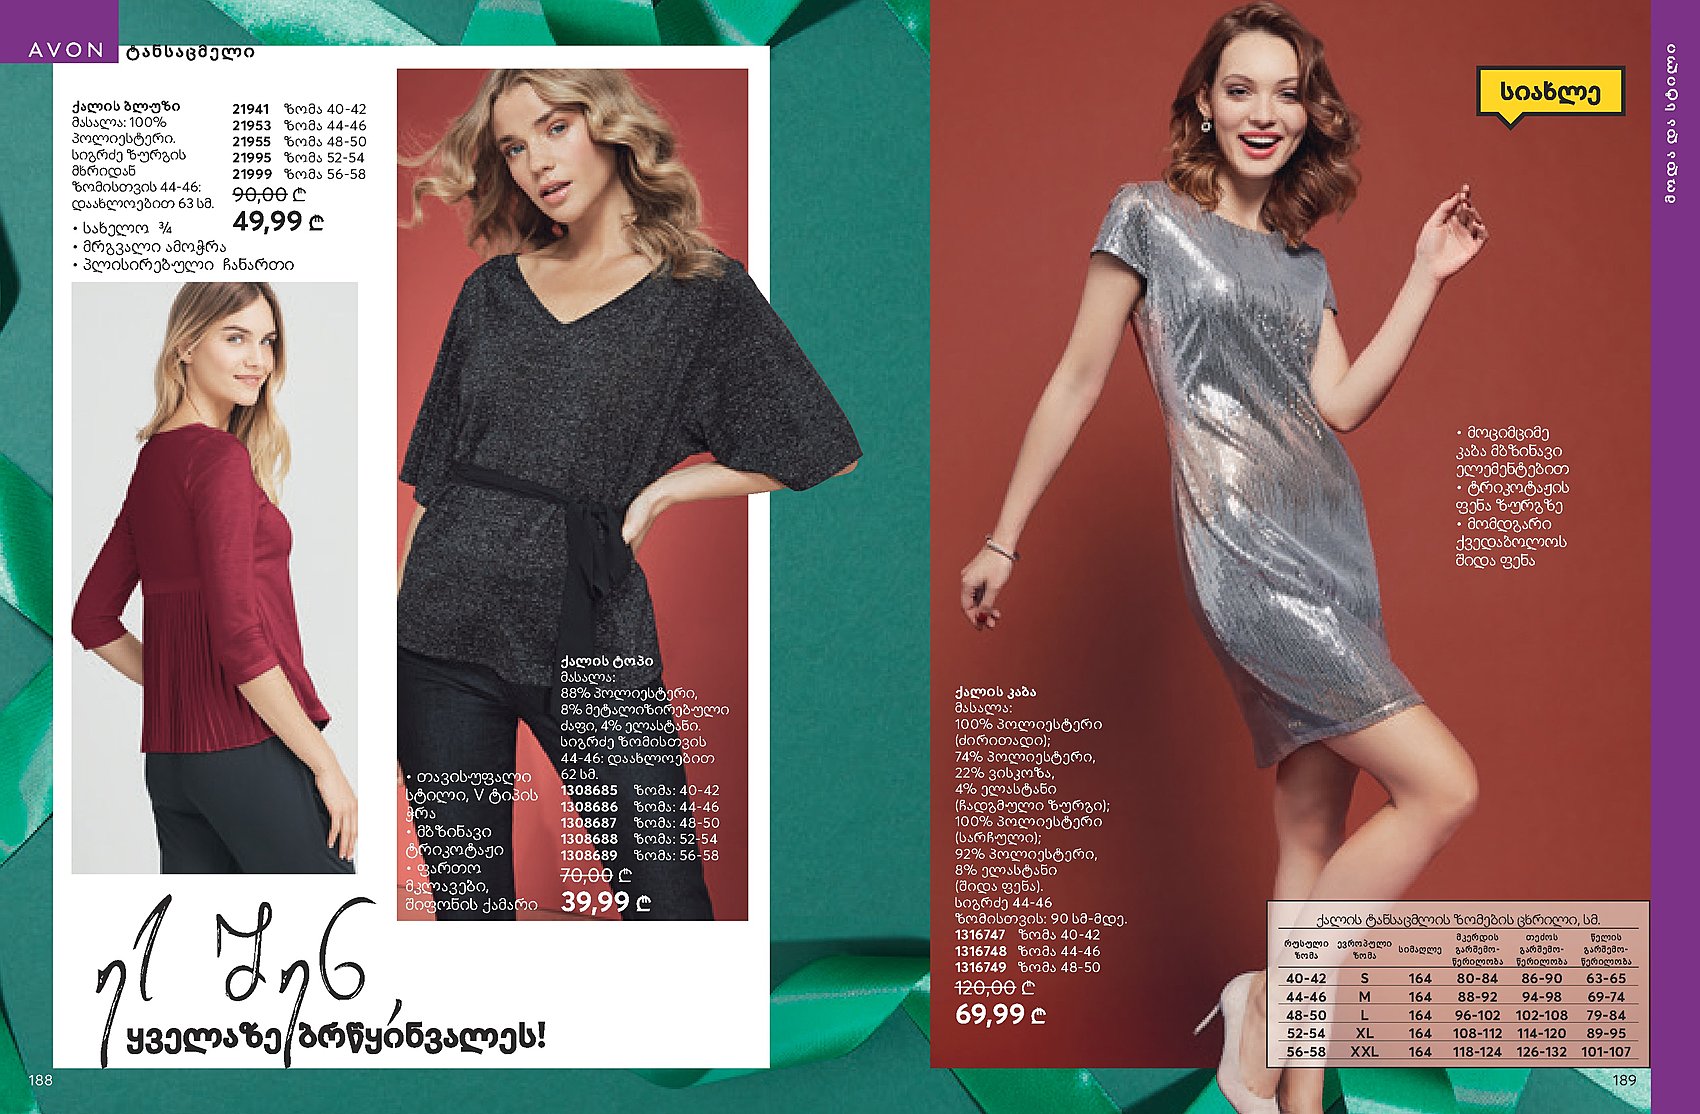 AVON
ტანსაცმელი
ქალის ბლუზი
მასალა: 100%
პოლიესტერი.
სიგრძე ზურგის
მხრიდან
ზომისთვის 44-46:
დაახლოებით 63 სმ.
• სახელო ¾
• მრგვალი ამოჭრა
• პლისირებული ჩანართი
21941 ზომა 40-42
21953 ზომა 44-46
21955 ზომა 48-50
21995 ზომა 52-54
21999 ზომა 56-58
90,00 ₾
49,99 ₾
ქალის ტოპი
მასალა:
88% პოლიესტერი,
8% მეტალიზირებული
ძაფი, 4% ელასტანი.
სიგრძე ზომისთვის
44-46: დაახლოებით
62 სმ.
1308685 ზომა: 40-42
1308686 ზომა: 44-46
1308687 ზომა: 48-50
1308688 ზომა: 52-54
1308689 ზომა: 56-58
70,00 ₾
39,99 ₾
• თავისუფალი
სტილი, V ტიპის
ჭრა
• მბზინავი
ტრიკოტაჟი
• ფართო
მკლავები,
შიფონის ქამარი
ეს შენ,
ყველაზე ბრწყინვალეს!
188
სიახლე
მოდა და სტილი
• მოციმციმე
კაბა მბზინავი
ელემენტებით
• ტრიკოტაჟის
ფენა ზურგზე
• მომდგარი
ქვედაბოლოს
შიდა ფენა
ქალის კაბა
მასალა:
100% პოლიესტერი
(ძირითადი);
74% პოლიესტერი,
22% ვისკოზა,
4% ელასტანი
(ჩადგმული ზურგი);
100% პოლიესტერი
(სარჩული);
92% პოლიესტერი,
8% ელასტანი
(შიდა ფენა).
სიგრძე 44-46
ზომისთვის: 90 სმ-მდე.
1316747 ზომა 40-42
1316748 ზომა 44-46
1316749 ზომა 48-50
120,00 ₾
69,99 ₾
ქალის ტანსაცმლის ზომების ცხრილი, სმ.
რუსული ზომა ევროპული ზომა სიმაღლე მკერდის გარშემო-წერილობა თეძოს გარშემო-წერილობა წელის გარშემო-წერილობა
40-42 S 164 80-84 86-90 63-65
44-46 M 164 88-92 94-98 69-74
48-50 L 164 96-102 102-108 79-84
52-54 XL 164 108-112 114-120 89-95
56-58 XXL 164 118-124 126-132 101-107
189